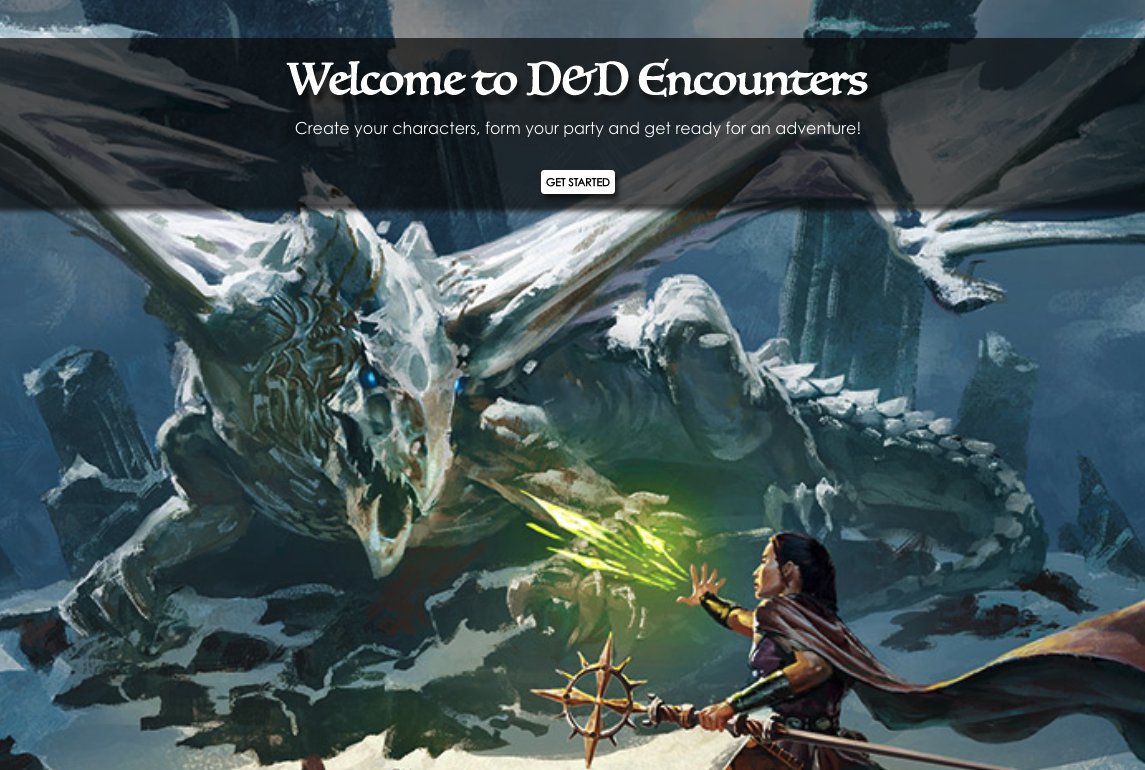 Welcome to D&D Encounters
Create your characters, form your party and get ready for an adventure!
GET STARTED